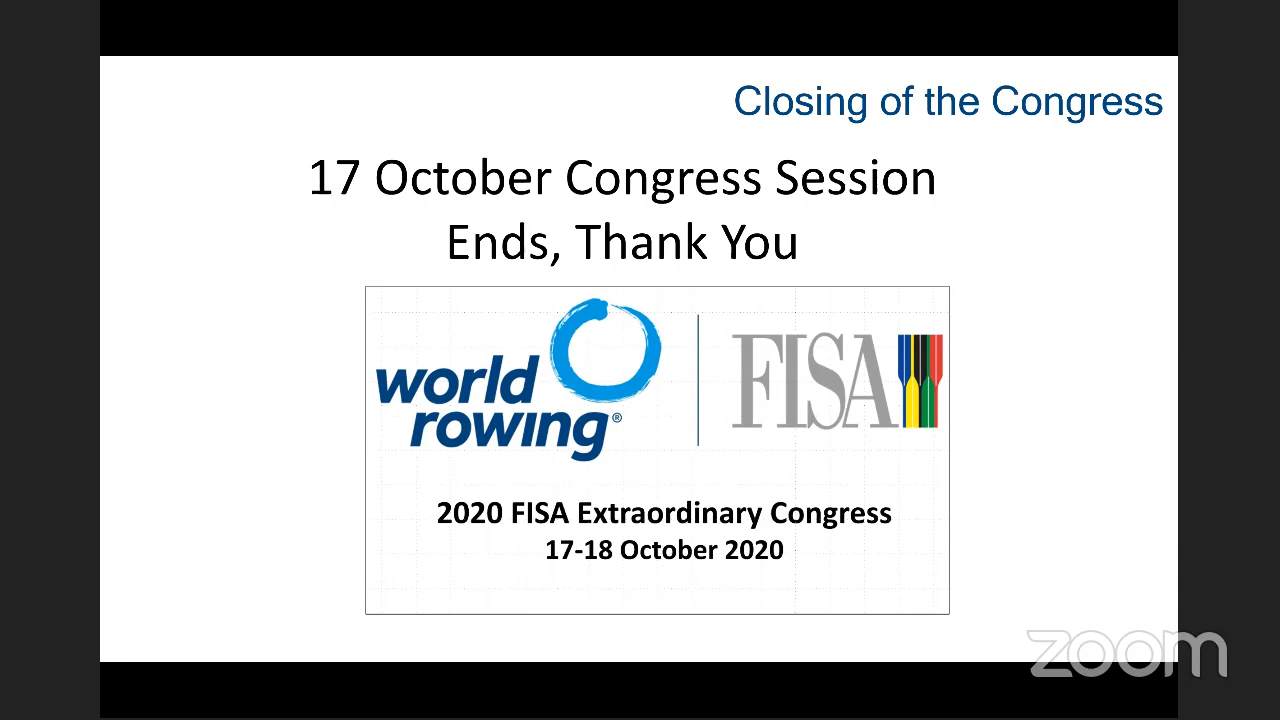 Closing of the Congress
17 October Congress Session
Ends, Thank You
world
rowing®
FISA
2020 FISA Extraordinary Congress
17-18 October 2020
zoom